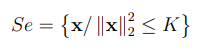 Se = {x/ ‖x‖₂² ≤ K}